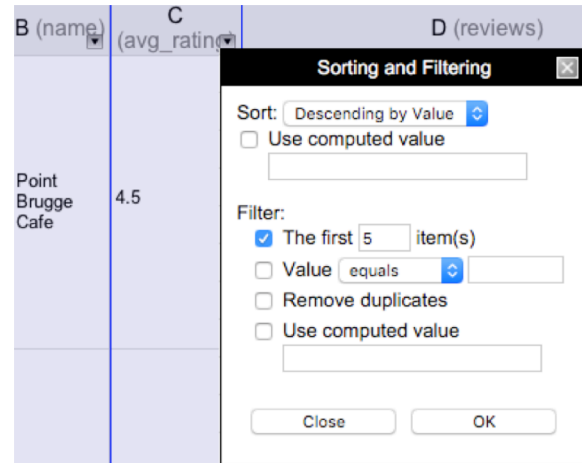 B (name)
C
(avg_rating)
D (reviews)
Point
Brugge
Cafe
4.5
Sorting and Filtering
Sort: Descending by Value
Use computed value
Filter:
The first 5 item(s)
Value equals
Remove duplicates
Use computed value
Close OK